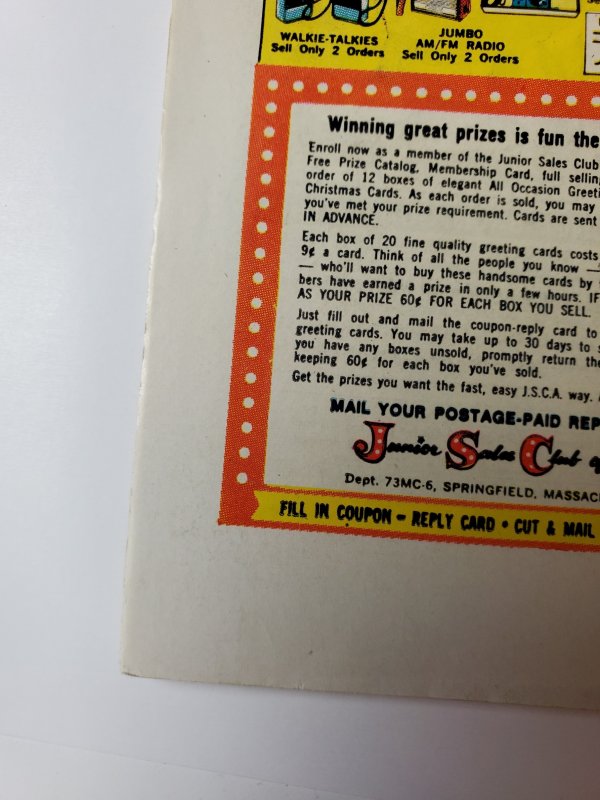 WALKIE-TALKIES
Sell Only 2 Orders
JUMBO
AM/FM RADIO
Sell Only 2 Orders
Winning great prizes is fun the
Enroll now as a member of the Junior Sales Club
Free Prize Catalog, Membership Card, full selling
order of 12 boxes of elegant All Occasion Greeti
Christmas Cards. As each order is sold, you may
you've met your prize requirement. Cards are sent
IN ADVANCE.
Each box of 20 fine quality greeting cards costs
9¢ a card. Think of all the people you know —
— who'll want to buy these handsome cards by
bers have earned a prize in only a few hours. IF
AS YOUR PRIZE 60¢ FOR EACH BOX YOU SELL.
Just fill out and mail the coupon-reply card to
greeting cards. You may take up to 30 days to s
you have any boxes unsold, promptly return the
keeping 60¢ for each box you've sold.
Get the prizes you want the fast, easy J.S.C.A. way.
MAIL YOUR POSTAGE-PAID REP
Junior Sales Club of
Dept. 73MC-6, SPRINGFIELD, MASSAC
FILL IN COUPON – REPLY CARD • CUT & MAIL